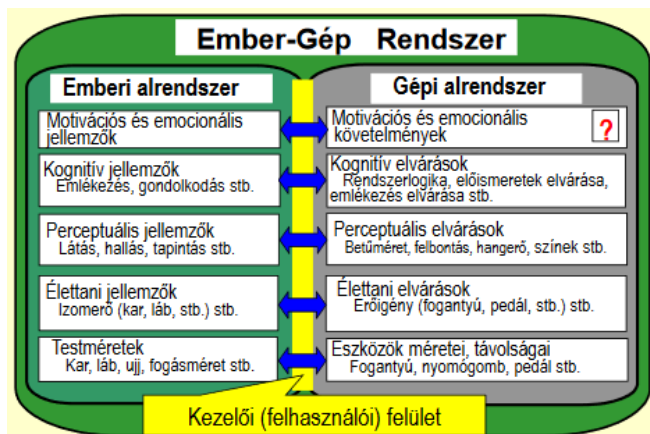 Ember-Gép Rendszer
Emberi alrendszer
Motivációs és emocionális
jellemzők
Kognitív jellemzők
Emlékezés, gondolkodás stb.
Perceptuális jellemzők
Látás, hallás, tapintás stb.
Élettani jellemzők
Izomerő (kar, láb, stb.) stb.
Testméretek
Kar, láb, ujj, fogásméret stb.
Gépi alrendszer
Motivációs és emocionális
követelmények
?
Kognitív elvárások
Rendszerlogika, előismeretek elvárása,
emlékezés elvárása stb.
Perceptuális elvárások
Betűméret, felbontás, hangerő, színek stb.
Élettani elvárások
Erőigény (fogantyú, pedál, stb.) stb.
Eszközök méretei, távolságai
Fogantyú, nyomógomb, pedál stb.
Kezelői (felhasználói) felület